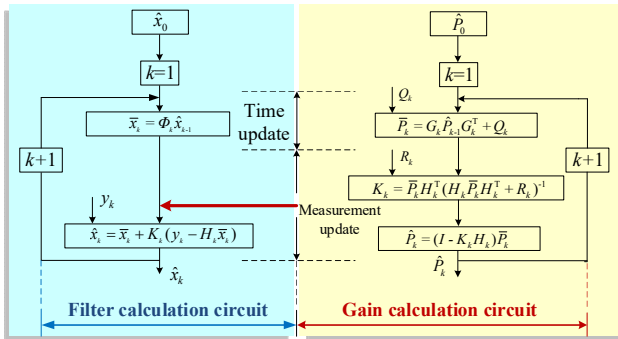 x̂₀
k=1
x̄ₖ = Φₖ x̂ₖ₋₁
k+1
yₖ
x̂ₖ = x̄ₖ + Kₖ(yₖ − Hₖx̄ₖ)
x̂ₖ
Filter calculation circuit
Time
update
Measurement
update
P̂₀
k=1
Qₖ
P̄ₖ = GₖP̂ₖ₋₁Gₖᵀ + Qₖ
Rₖ
k+1
Kₖ = P̄ₖHₖᵀ(HₖP̄ₖHₖᵀ + Rₖ)⁻¹
P̂ₖ = (I - KₖHₖ)P̄ₖ
P̂ₖ
Gain calculation circuit